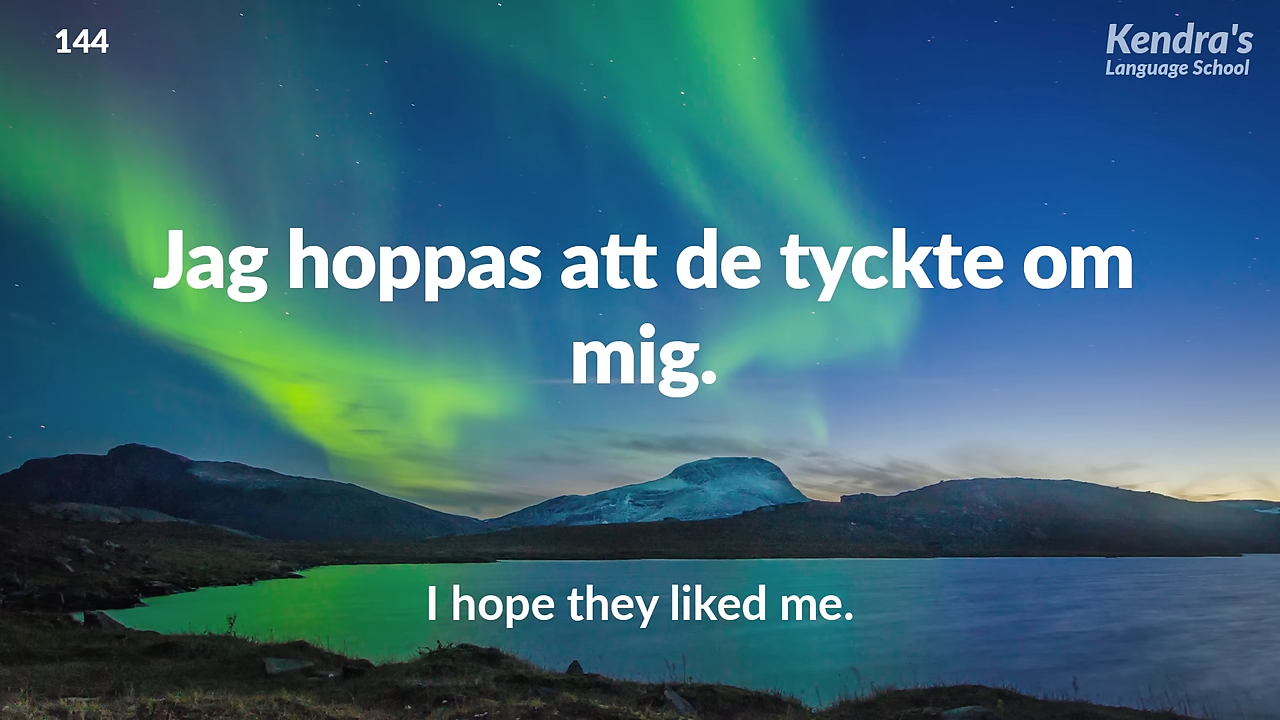 144
Kendra's
Language School
Jag hoppas att de tyckte om
mig.
I hope they liked me.